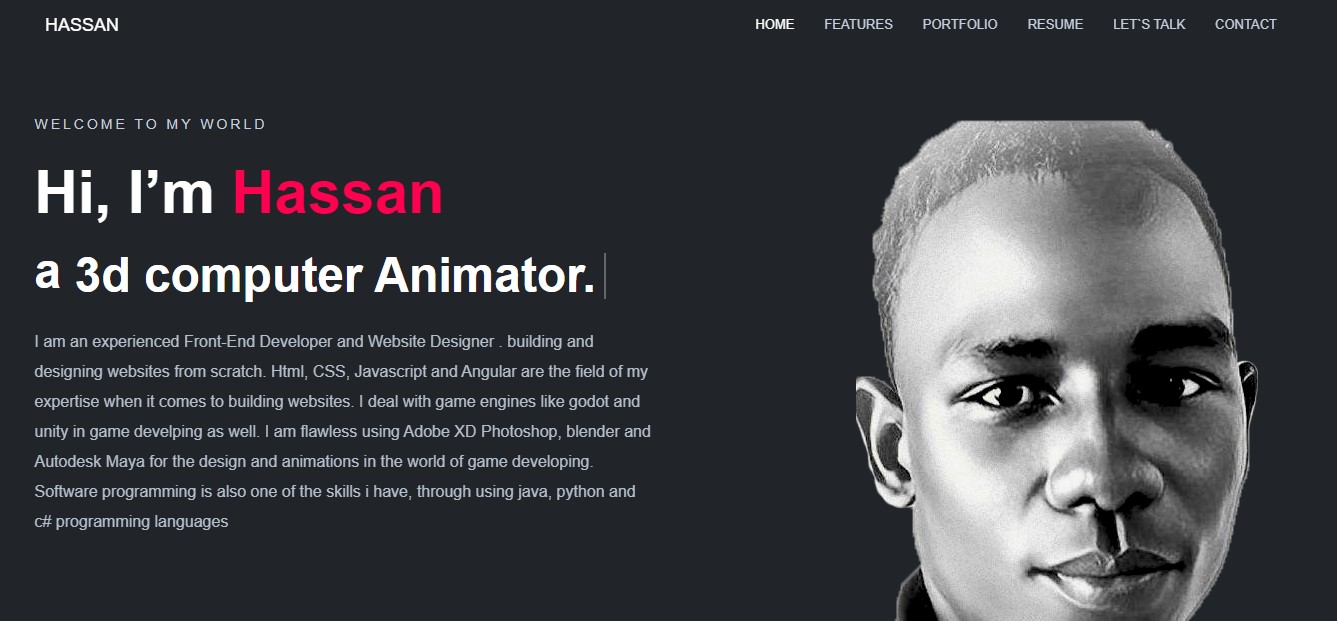 HASSAN
HOME FEATURES PORTFOLIO RESUME LET`S TALK CONTACT
WELCOME TO MY WORLD
Hi, I’m Hassan
a 3d computer Animator.
I am an experienced Front-End Developer and Website Designer . building and
designing websites from scratch. Html, CSS, Javascript and Angular are the field of my
expertise when it comes to building websites. I deal with game engines like godot and
unity in game develping as well. I am flawless using Adobe XD Photoshop, blender and
Autodesk Maya for the design and animations in the world of game developing.
Software programming is also one of the skills i have, through using java, python and
c# programming languages